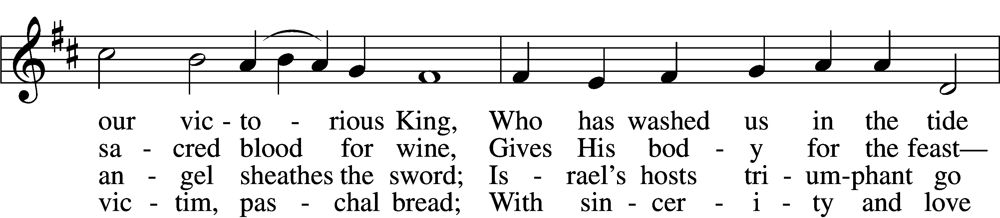 our vic - to - rious King, Who has washed us in the tide
sa - cred blood for wine, Gives His bod - y for the feast—
an - gel sheathes the sword; Is - rael's hosts tri - um-phant go
vic - tim, pas - chal bread; With sin - cer - i - ty and love